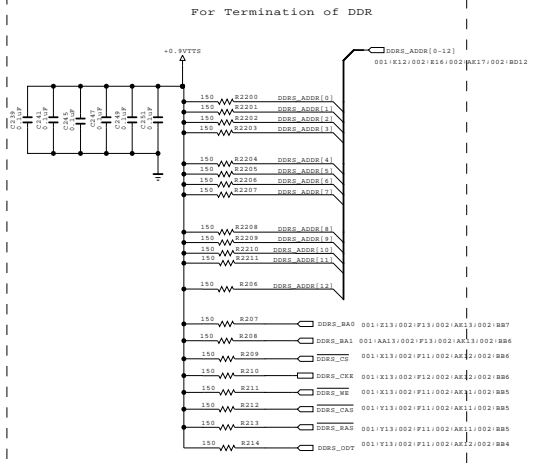 For Termination of DDR
+0.9VTTS
DDRS_ADDR[0-12]
001:E12;002:E16;002:AK17;002:BD12
C239 0.1uF
C241 0.1uF
C245 0.1uF
C247 0.1uF
C249 0.1uF
C251 0.1uF
150 R2200 DDRS_ADDR[0]
150 R2201 DDRS_ADDR[1]
150 R2202 DDRS_ADDR[2]
150 R2203 DDRS_ADDR[3]
150 R2204 DDRS_ADDR[4]
150 R2205 DDRS_ADDR[5]
150 R2206 DDRS_ADDR[6]
150 R2207 DDRS_ADDR[7]
150 R2208 DDRS_ADDR[8]
150 R2209 DDRS_ADDR[9]
150 R2210 DDRS_ADDR[10]
150 R2211 DDRS_ADDR[11]
150 R206 DDRS_ADDR[12]
150 R207 DDRS_BA0 001:Z13;002:F13;002:AK13;002:BB7
150 R208 DDRS_BA1 001:AA13;002:F13;002:AK13;002:BB6
150 R209 DDRS_CS 001:X13;002:F11;002:AK12;002:BB6
150 R210 DDRS_CKE 001:X13;002:F12;002:AK12;002:BB6
150 R211 DDRS_WE 001:X13;002:F11;002:AK11;002:BB5
150 R212 DDRS_CAS 001:Y13;002:F11;002:AK11;002:BB5
150 R213 DDRS_RAS 001:Y13;002:F11;002:AK11;002:BB5
150 R214 DDRS_ODT 001:Y13;002:F11;002:AK12;002:BB4